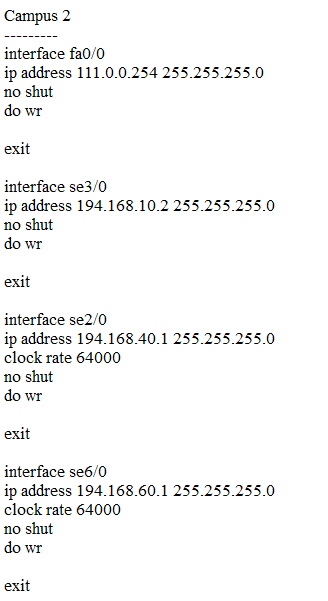 Campus 2
---------
interface fa0/0
ip address 111.0.0.254 255.255.255.0
no shut
do wr
exit
interface se3/0
ip address 194.168.10.2 255.255.255.0
no shut
do wr
exit
interface se2/0
ip address 194.168.40.1 255.255.255.0
clock rate 64000
no shut
do wr
exit
interface se6/0
ip address 194.168.60.1 255.255.255.0
clock rate 64000
no shut
do wr
exit